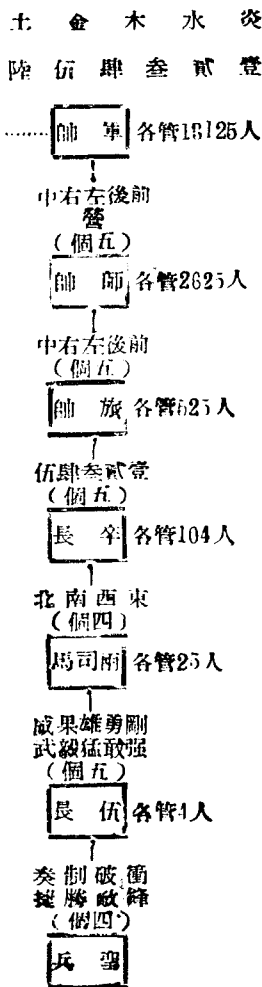 炎水木金土
壹貳叁肆伍陸
軍帥 各管13125人
前後左右中
營
(五個)
師帥 各管2625人
前後左右中
(五個)
旅帥 各管525人
壹貳叁肆伍
(五個)
卒長 各管104人
東西南北
(四個)
兩司馬 各管25人
剛勇雄果威
强敢猛毅武
(五個)
伍長 各管4人
衝破制奏
鋒敵勝捷
(四個)
聖兵